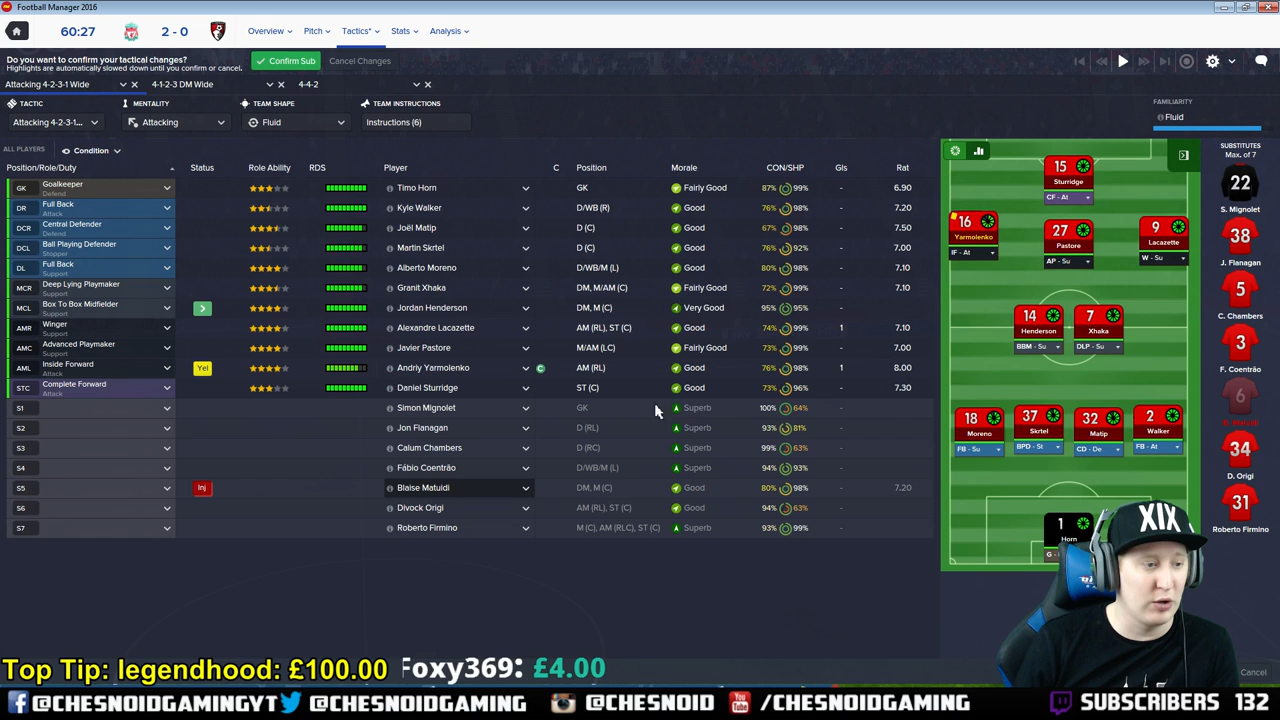 Football Manager 2016
60:27
2 - 0
Overview
Pitch
Tactics*
Stats
Analysis
Do you want to confirm your tactical changes?
Highlights are automatically slowed down until you confirm or cancel.
Confirm Sub
Cancel Changes
Attacking 4-2-3-1 Wide
4-1-2-3 DM Wide
4-4-2
TACTIC
MENTALITY
TEAM SHAPE
TEAM INSTRUCTIONS
FAMILIARITY
Attacking 4-2-3-1...
Attacking
Fluid
Instructions (6)
Fluid
ALL PLAYERS
Condition
Position/Role/Duty Status Role Ability RDS Player C Position Morale CON/SHP Gls Rat
GK Goalkeeper Defend Timo Horn GK Fairly Good 87% 99% - 6.90
DR Full Back Attack Kyle Walker D/WB (R) Good 76% 98% - 7.20
DCR Central Defender Defend Joël Matip D (C) Good 67% 98% - 7.10
DCL Ball Playing Defender Stopper Martin Skrtel D (C) Good 76% 92% - 7.00
DL Full Back Support Alberto Moreno D/WB/M (L) Good 80% 98% - 7.10
MCR Deep Lying Playmaker Support Granit Xhaka DM, M/AM (C) Fairly Good 72% 99% - 7.10
MCL Box To Box Midfielder Support Jordan Henderson DM, M (C) Very Good 95% 95% -
AMR Winger Support Alexandre Lacazette AM (RL), ST (C) Good 74% 99% 1 7.10
AMC Advanced Playmaker Support Javier Pastore M/AM (LC) Fairly Good 73% 99% - 7.00
AML Inside Forward Attack Yel Andriy Yarmolenko C AM (RL) Good 76% 98% 1 8.00
STC Complete Forward Attack Daniel Sturridge ST (C) Good 73% 96% - 7.30
S1 Simon Mignolet GK Superb 100% 64% -
S2 Jon Flanagan D (RL) Superb 93% 81% -
S3 Calum Chambers D (RC) Superb 99% 63% -
S4 Fábio Coentrão D/WB/M (L) Superb 94% 93% -
S5 Inj Blaise Matuidi DM, M (C) Good 80% 98% - 7.20
S6 Divock Origi AM (RL), ST (C) Good 94% 63% -
S7 Roberto Firmino M (C), AM (RLC), ST (C) Superb 93% 99% -
15
Sturridge
CF - At
16
Yarmolenko
IF - At
27
Pastore
AP - Su
9
Lacazette
W - Su
14
Henderson
BBM - Su
7
Xhaka
DLP - Su
18
Moreno
FB - Su
37
Skrtel
BPD - St
32
Matip
CD - De
2
Walker
FB - At
1
Horn
SUBSTITUTES
Max. of 7
22
S. Mignolet
38
J. Flanagan
5
C. Chambers
3
F. Coentrão
6
34
D. Origi
31
Roberto Firmino
XIX
Cancel
Top Tip: legendhood: £100.00
Foxy369: £4.00
@CHESNOIDGAMINGYT
@CHESNOIDGAMING
@CHESNOIDGAMING
You Tube
/CHESNOIDGAMING
SUBSCRIBERS 132